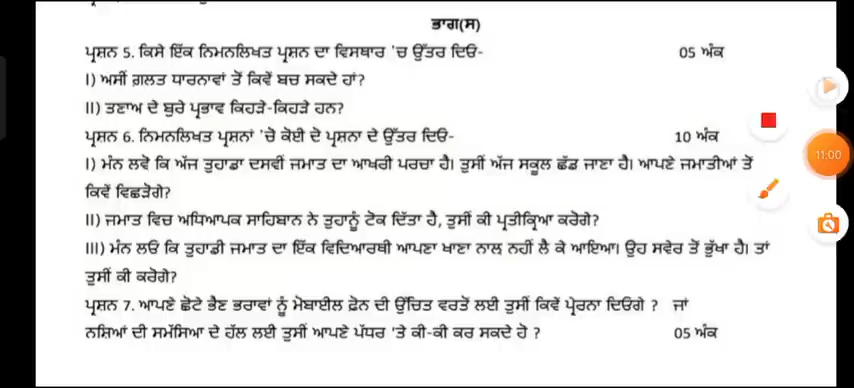 ਭਾਗ(ਸ)
ਪ੍ਰਸ਼ਨ 5. ਕਿਸੇ ਇੱਕ ਨਿਮਨਲਿਖਤ ਪ੍ਰਸ਼ਨ ਦਾ ਵਿਸਥਾਰ 'ਚ ਉੱਤਰ ਦਿਓ- 05 ਅੰਕ
I) ਅਸੀਂ ਗਲਤ ਧਾਰਨਾਵਾਂ ਤੋਂ ਕਿਵੇਂ ਬਚ ਸਕਦੇ ਹਾਂ?
II) ਤਣਾਅ ਦੇ ਬੁਰੇ ਪ੍ਰਭਾਵ ਕਿਹੜੇ-ਕਿਹੜੇ ਹਨ?
ਪ੍ਰਸ਼ਨ 6. ਨਿਮਨਲਿਖਤ ਪ੍ਰਸ਼ਨਾਂ 'ਚੋਂ ਕੋਈ ਦੋ ਪ੍ਰਸ਼ਨਾ ਦੇ ਉੱਤਰ ਦਿਓ- 10 ਅੰਕ
I) ਮੰਨ ਲਵੋ ਕਿ ਅੱਜ ਤੁਹਾਡਾ ਦਸਵੀਂ ਜਮਾਤ ਦਾ ਆਖਰੀ ਪਰਚਾ ਹੈ। ਤੁਸੀਂ ਅੱਜ ਸਕੂਲ ਛੱਡ ਜਾਣਾ ਹੈ। ਆਪਣੇ ਜਮਾਤੀਆਂ ਤੋਂ
ਕਿਵੇਂ ਵਿਛੜੋਗੇ?
II) ਜਮਾਤ ਵਿਚ ਅਧਿਆਪਕ ਸਾਹਿਬਾਨ ਨੇ ਤੁਹਾਨੂੰ ਟੋਕ ਦਿੱਤਾ ਹੈ, ਤੁਸੀਂ ਕੀ ਪ੍ਰਤੀਕ੍ਰਿਆ ਕਰੋਗੇ?
III) ਮੰਨ ਲਓ ਕਿ ਤੁਹਾਡੀ ਜਮਾਤ ਦਾ ਇੱਕ ਵਿਦਿਆਰਥੀ ਆਪਣਾ ਖਾਣਾ ਨਾਲ ਨਹੀਂ ਲੈ ਕੇ ਆਇਆ। ਉਹ ਸਵੇਰ ਤੋਂ ਭੁੱਖਾ ਹੈ। ਤਾਂ
ਤੁਸੀਂ ਕੀ ਕਰੋਗੇ?
ਪ੍ਰਸ਼ਨ 7. ਆਪਣੇ ਛੋਟੇ ਭੈਣ ਭਰਾਵਾਂ ਨੂੰ ਮੋਬਾਈਲ ਫ਼ੋਨ ਦੀ ਉੱਚਿਤ ਵਰਤੋਂ ਲਈ ਤੁਸੀਂ ਕਿਵੇਂ ਪ੍ਰੇਰਨਾ ਦਿਓਗੇ ? ਜਾਂ
ਨਸ਼ਿਆਂ ਦੀ ਸਮੱਸਿਆ ਦੇ ਹੱਲ ਲਈ ਤੁਸੀਂ ਆਪਣੇ ਪੱਧਰ 'ਤੇ ਕੀ-ਕੀ ਕਰ ਸਕਦੇ ਹੋ ? 05 ਅੰਕ
11:00